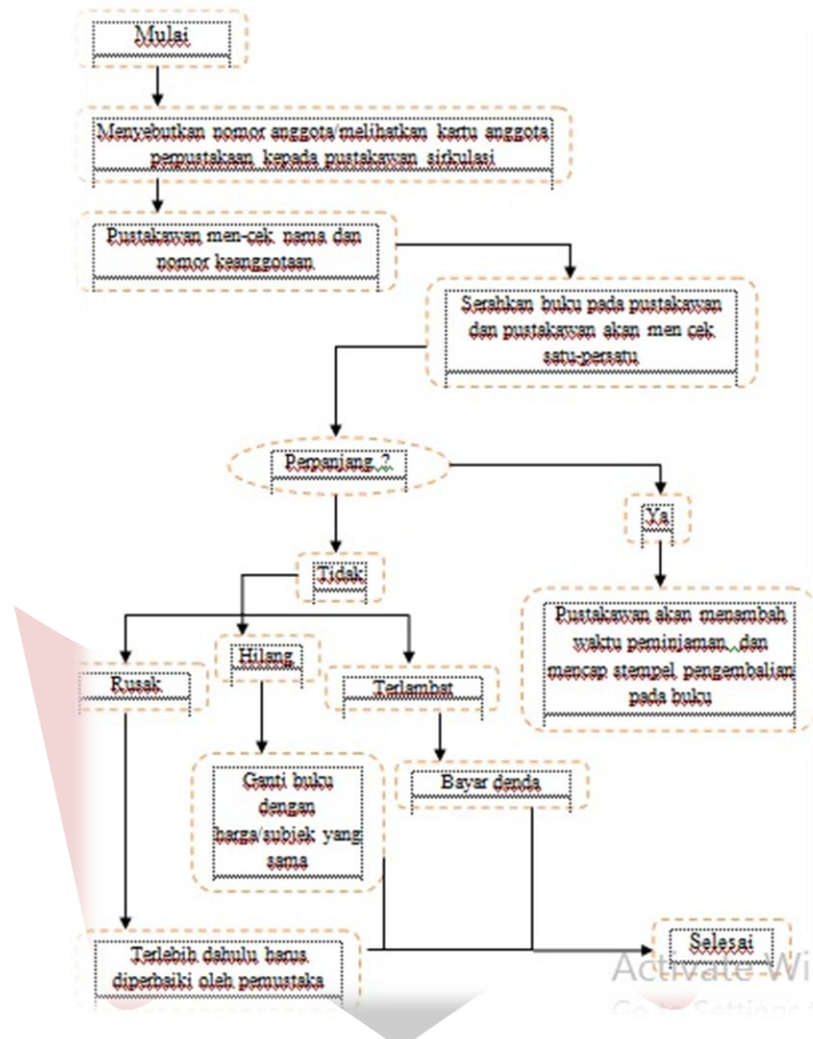 Mulai
Menyebutkan nomor anggota/melihatkan kartu anggota
perpustakaan kepada pustakawan sirkulasi
Pustakawan men-cek nama dan
nomor keanggotaan
Serahkan buku pada pustakawan
dan pustakawan akan men cek
satu-persatu
Perpanjang ?
Ya
Tidak
Pustakawan akan menambah
waktu peminjaman dan
mencap stempel pengembalian
pada buku
Hilang
Rusak
Terlambat
Ganti buku
dengan
harga/subjek yang
sama
Bayar denda
Terlebih dahulu harus
diperbaiki oleh pemustaka
Selesai
Activate Wi
Go to Settings